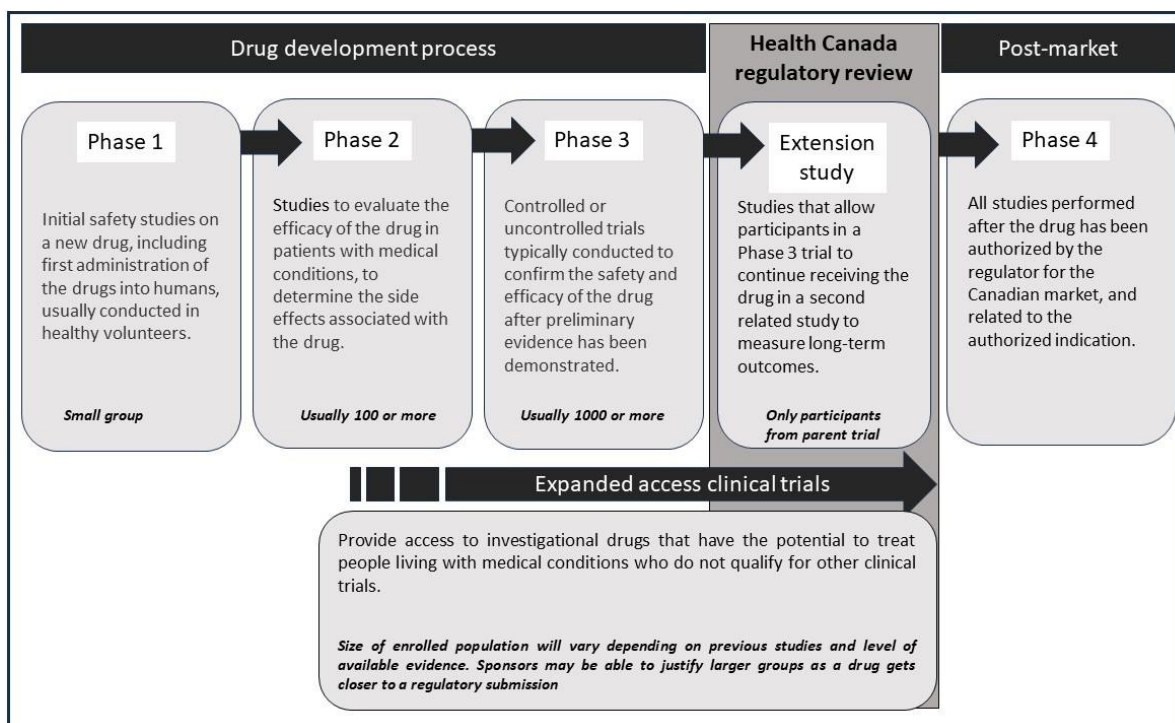 Drug development process
Health Canada
regulatory review
Post-market
Phase 1
Initial safety studies on
a new drug, including
first administration of
the drugs into humans,
usually conducted in
healthy volunteers.
Small group
Phase 2
Studies to evaluate the
efficacy of the drug in
patients with medical
conditions, to
determine the side
effects associated with
the drug.
Usually 100 or more
Phase 3
Controlled or
uncontrolled trials
typically conducted to
confirm the safety and
efficacy of the drug
after preliminary
evidence has been
demonstrated.
Usually 1000 or more
Extension
study
Studies that allow
participants in a
Phase 3 trial to
continue receiving the
drug in a second
related study to
measure long-term
outcomes.
Only participants
from parent trial
Phase 4
All studies performed
after the drug has been
authorized by the
regulator for the
Canadian market, and
related to the
authorized indication.
Expanded access clinical trials
Provide access to investigational drugs that have the potential to treat
people living with medical conditions who do not qualify for other clinical
trials.
Size of enrolled population will vary depending on previous studies and level of
available evidence. Sponsors may be able to justify larger groups as a drug gets
closer to a regulatory submission